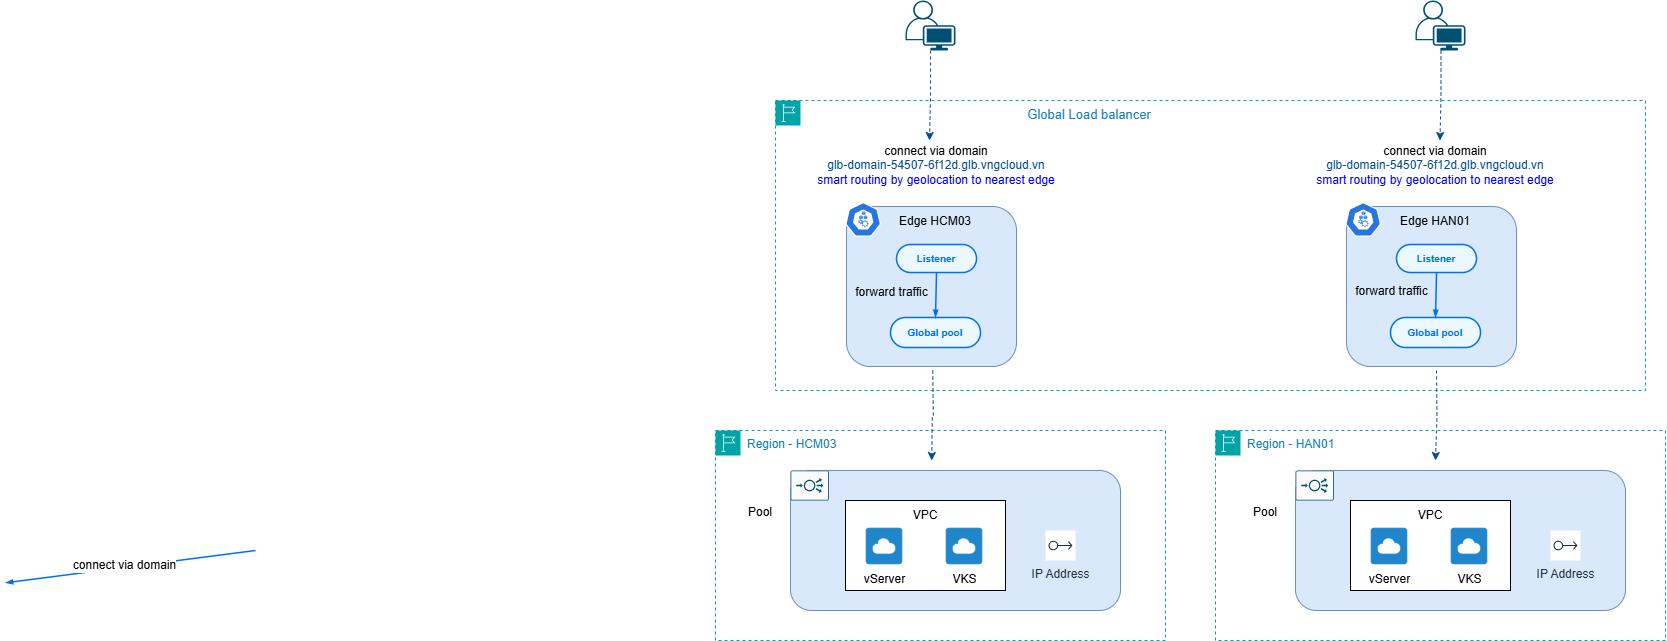 Global Load balancer
connect via domain
glb-domain-54507-6f12d.glb.vngcloud.vn
smart routing by geolocation to nearest edge
connect via domain
glb-domain-54507-6f12d.glb.vngcloud.vn
smart routing by geolocation to nearest edge
Edge HCM03
Listener
forward traffic
Global pool
Edge HAN01
Listener
forward traffic
Global pool
Region - HCM03
Pool
VPC
vServer
VKS
IP Address
Region - HAN01
Pool
VPC
vServer
VKS
IP Address
connect via domain